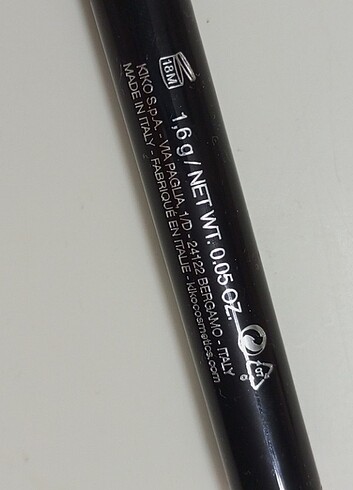 18M
1,6 g / NET WT. 0.05 OZ.
KIKO S.p.A. - VIA PAGLIA, 1/D - 24122 BERGAMO - ITALY
MADE IN ITALY - FABRIQUÉ EN ITALIE - kikocosmetics.com